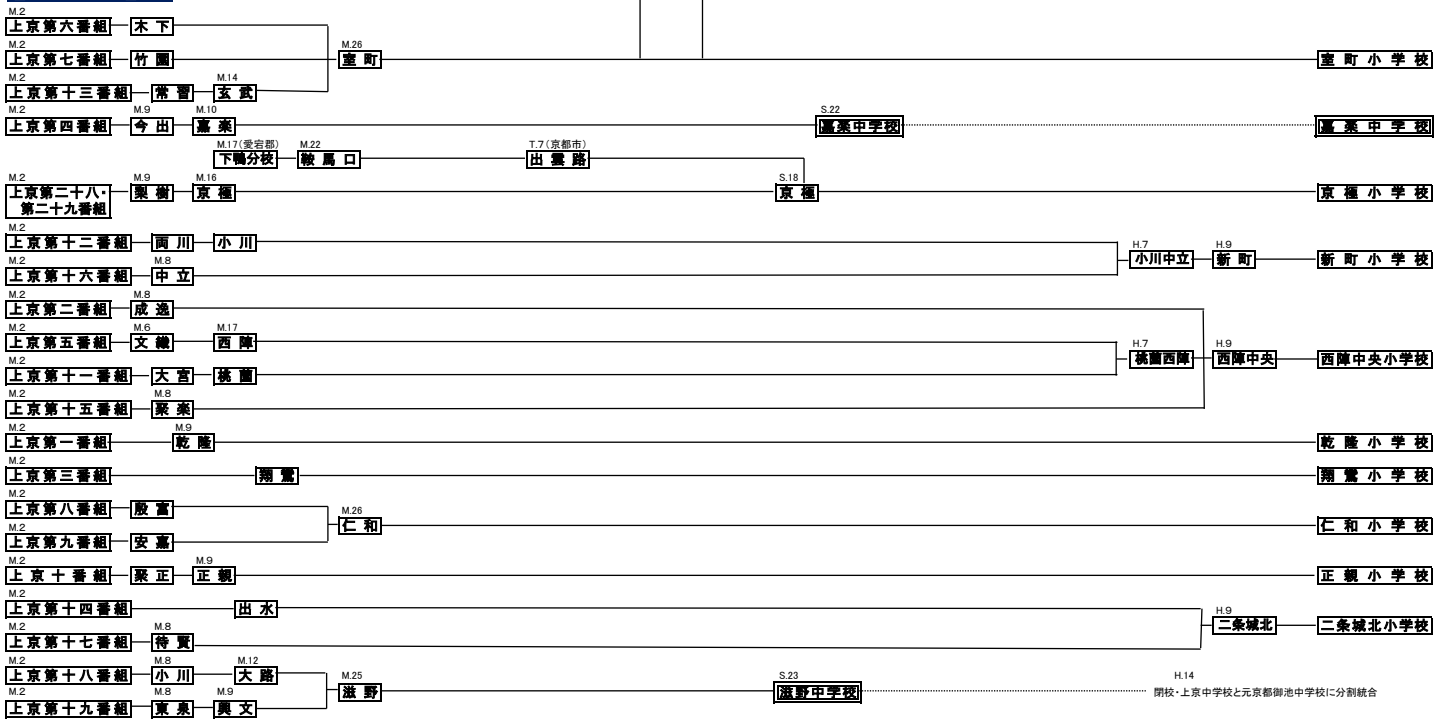 M.2
上京第六番組 木下
M.2 M.26
上京第七番組 竹園 室町 室町小学校
M.2 M.14
上京第十三番組 常習 玄武
M.2 M.9 M.10 S.22
上京第四番組 今出 嘉楽 嘉楽中学校 嘉楽中学校
M.17(愛宕郡) M.22 T.7(京都市)
下鴨分校 鞍馬口 出雲路
M.2 M.9 M.16 S.18
上京第二十八・ 梨樹 京極 京極 京極小学校
第二十九番組
M.2
上京第十二番組 両川 小川
H.7 H.9
小川中立 新町 新町小学校
M.2 M.8
上京第十六番組 中立
M.2 M.8
上京第二番組 成逸
M.2 M.6 M.17
上京第五番組 文織 西陣
H.7 H.9
桃薗西陣 西陣中央 西陣中央小学校
M.2
上京第十一番組 大宮 桃薗
M.2 M.8
上京第十五番組 聚楽
M.2 M.9
上京第一番組 乾隆 乾隆小学校
M.2
上京第三番組 翔鸞 翔鸞小学校
M.2
上京第八番組 殷富
M.26
仁和 仁和小学校
M.2
上京第九番組 安嘉
M.2 M.9
上京十番組 聚正 正親 正親小学校
M.2
上京第十四番組 出水
H.9
二条城北 二条城北小学校
M.2 M.8
上京第十七番組 待賢
M.2 M.8 M.12
上京第十八番組 小川 大路
M.25 S.23 H.14
滋野 滋野中学校 閉校・上京中学校と元京都御池中学校に分割統合
M.2 M.8 M.9
上京第十九番組 東泉 興文